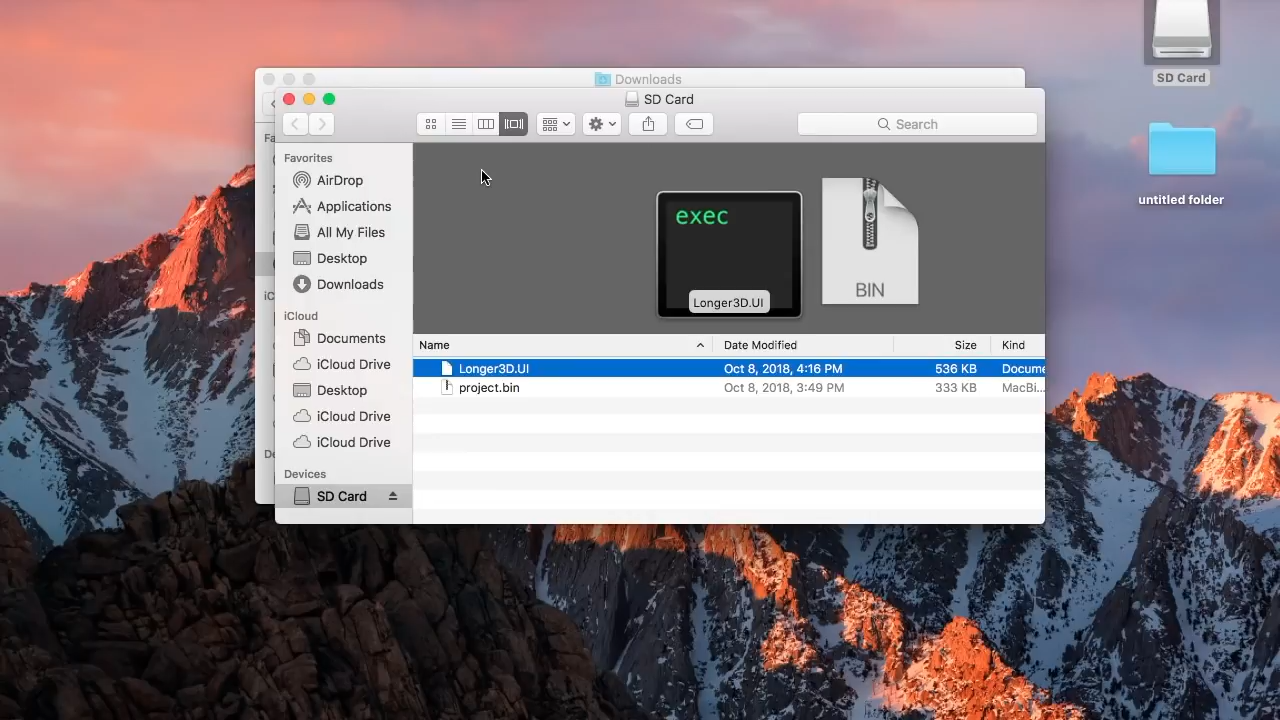 Downloads
SD Card
Search
Fa
Favorites
AirDrop
Applications
All My Files
Desktop
Downloads
iC
iCloud
Documents
iCloud Drive
Desktop
iCloud Drive
iCloud Drive
De
Devices
SD Card
exec
Longer3D.UI
BIN
Name Date Modified Size Kind
Longer3D.UI Oct 8, 2018, 4:16 PM 536 KB Docume
project.bin Oct 8, 2018, 3:49 PM 333 KB MacBi...
SD Card
untitled folder